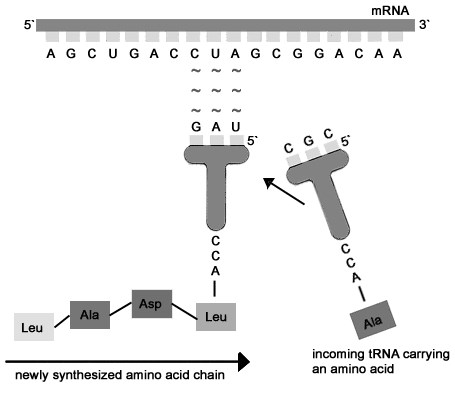 mRNA
5` 3`
A G C U G A C C U A G C G G A C A A
~ ~ ~
~ ~ ~
~ ~ ~
G A U 5`
C G C 5`
C
C
A
C
C
A
Leu Ala Asp Leu
Ala
newly synthesized amino acid chain
incoming tRNA carrying
an amino acid